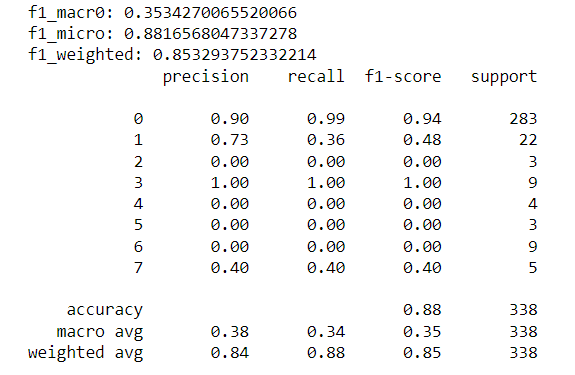 f1_macr0: 0.3534270065520066
f1_micro: 0.8816568047337278
f1_weighted: 0.853293752332214
precision recall f1-score support
0 0.90 0.99 0.94 283
1 0.73 0.36 0.48 22
2 0.00 0.00 0.00 3
3 1.00 1.00 1.00 9
4 0.00 0.00 0.00 4
5 0.00 0.00 0.00 3
6 0.00 0.00 0.00 9
7 0.40 0.40 0.40 5
accuracy 0.88 338
macro avg 0.38 0.34 0.35 338
weighted avg 0.84 0.88 0.85 338